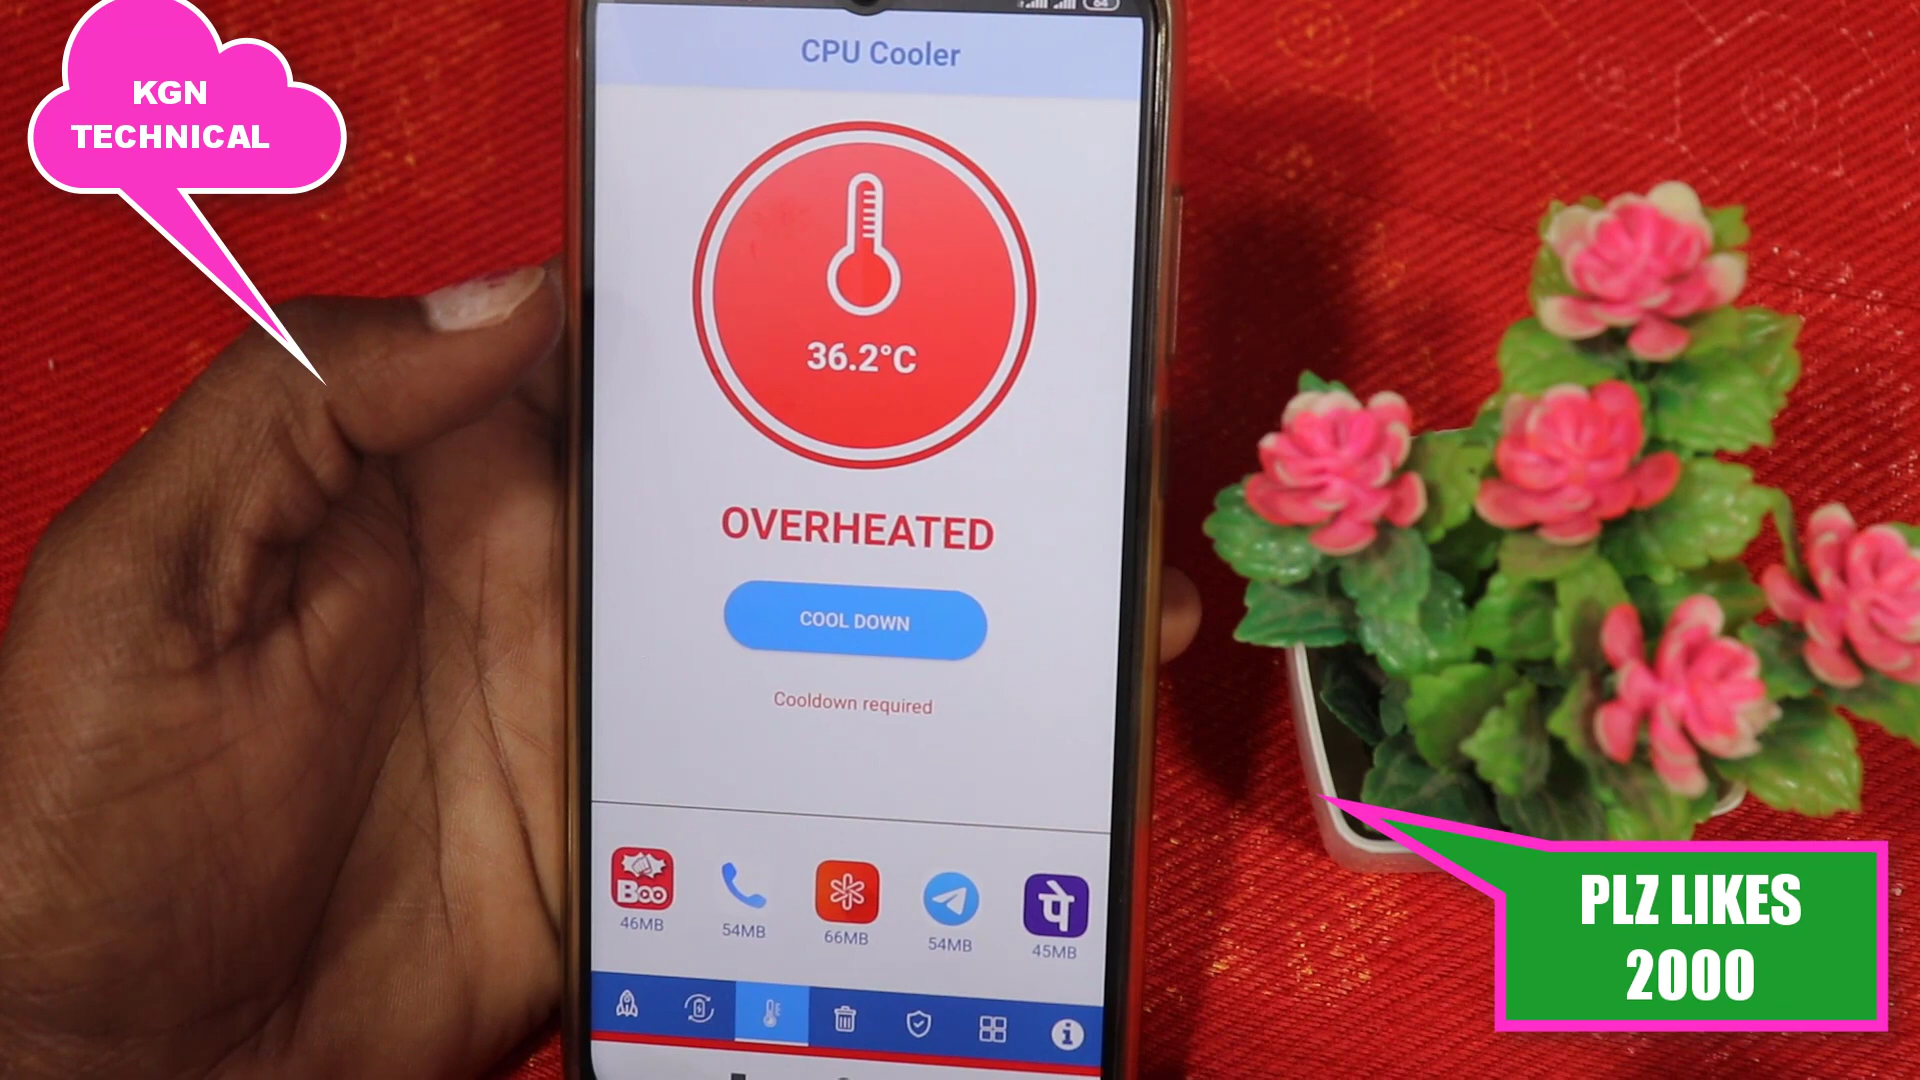 KGN
TECHNICAL
64
CPU Cooler
36.2°C
OVERHEATED
COOL DOWN
Cooldown required
Boo
46MB
54MB
66MB
54MB
पे
45MB
PLZ LIKES
2000